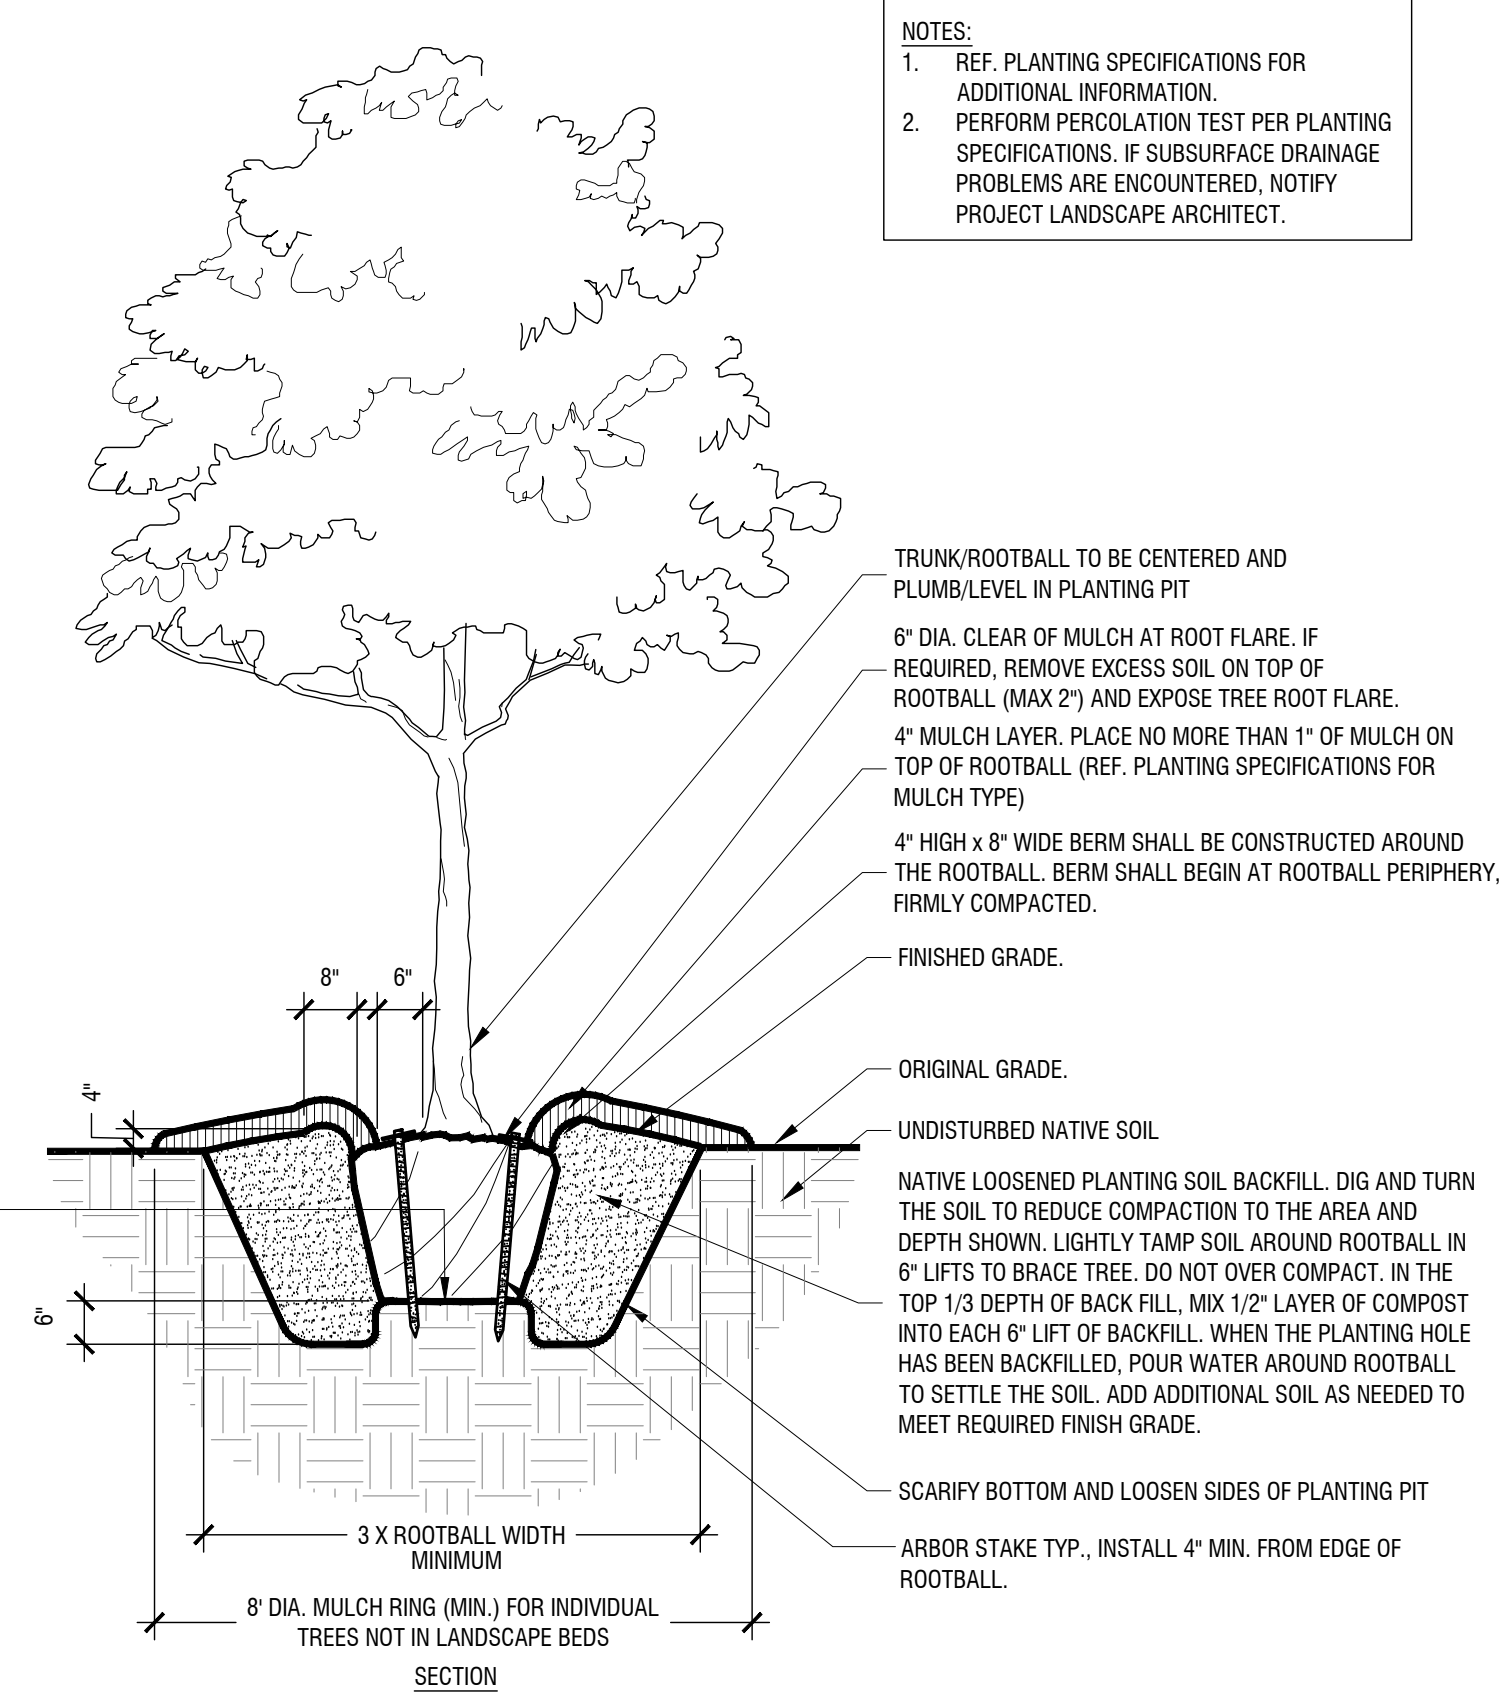 NOTES:
1. REF. PLANTING SPECIFICATIONS FOR
ADDITIONAL INFORMATION.
2. PERFORM PERCOLATION TEST PER PLANTING
SPECIFICATIONS. IF SUBSURFACE DRAINAGE
PROBLEMS ARE ENCOUNTERED, NOTIFY
PROJECT LANDSCAPE ARCHITECT.
TRUNK/ROOTBALL TO BE CENTERED AND
PLUMB/LEVEL IN PLANTING PIT
6" DIA. CLEAR OF MULCH AT ROOT FLARE. IF
REQUIRED, REMOVE EXCESS SOIL ON TOP OF
ROOTBALL (MAX 2") AND EXPOSE TREE ROOT FLARE.
4" MULCH LAYER. PLACE NO MORE THAN 1" OF MULCH ON
TOP OF ROOTBALL (REF. PLANTING SPECIFICATIONS FOR
MULCH TYPE)
4" HIGH x 8" WIDE BERM SHALL BE CONSTRUCTED AROUND
THE ROOTBALL. BERM SHALL BEGIN AT ROOTBALL PERIPHERY,
FIRMLY COMPACTED.
FINISHED GRADE.
8"
6"
ORIGINAL GRADE.
4"
UNDISTURBED NATIVE SOIL
NATIVE LOOSENED PLANTING SOIL BACKFILL. DIG AND TURN
THE SOIL TO REDUCE COMPACTION TO THE AREA AND
DEPTH SHOWN. LIGHTLY TAMP SOIL AROUND ROOTBALL IN
6" LIFTS TO BRACE TREE. DO NOT OVER COMPACT. IN THE
TOP 1/3 DEPTH OF BACK FILL, MIX 1/2" LAYER OF COMPOST
INTO EACH 6" LIFT OF BACKFILL. WHEN THE PLANTING HOLE
HAS BEEN BACKFILLED, POUR WATER AROUND ROOTBALL
TO SETTLE THE SOIL. ADD ADDITIONAL SOIL AS NEEDED TO
MEET REQUIRED FINISH GRADE.
6"
SCARIFY BOTTOM AND LOOSEN SIDES OF PLANTING PIT
ARBOR STAKE TYP., INSTALL 4" MIN. FROM EDGE OF
ROOTBALL.
3 X ROOTBALL WIDTH
MINIMUM
8' DIA. MULCH RING (MIN.) FOR INDIVIDUAL
TREES NOT IN LANDSCAPE BEDS
SECTION